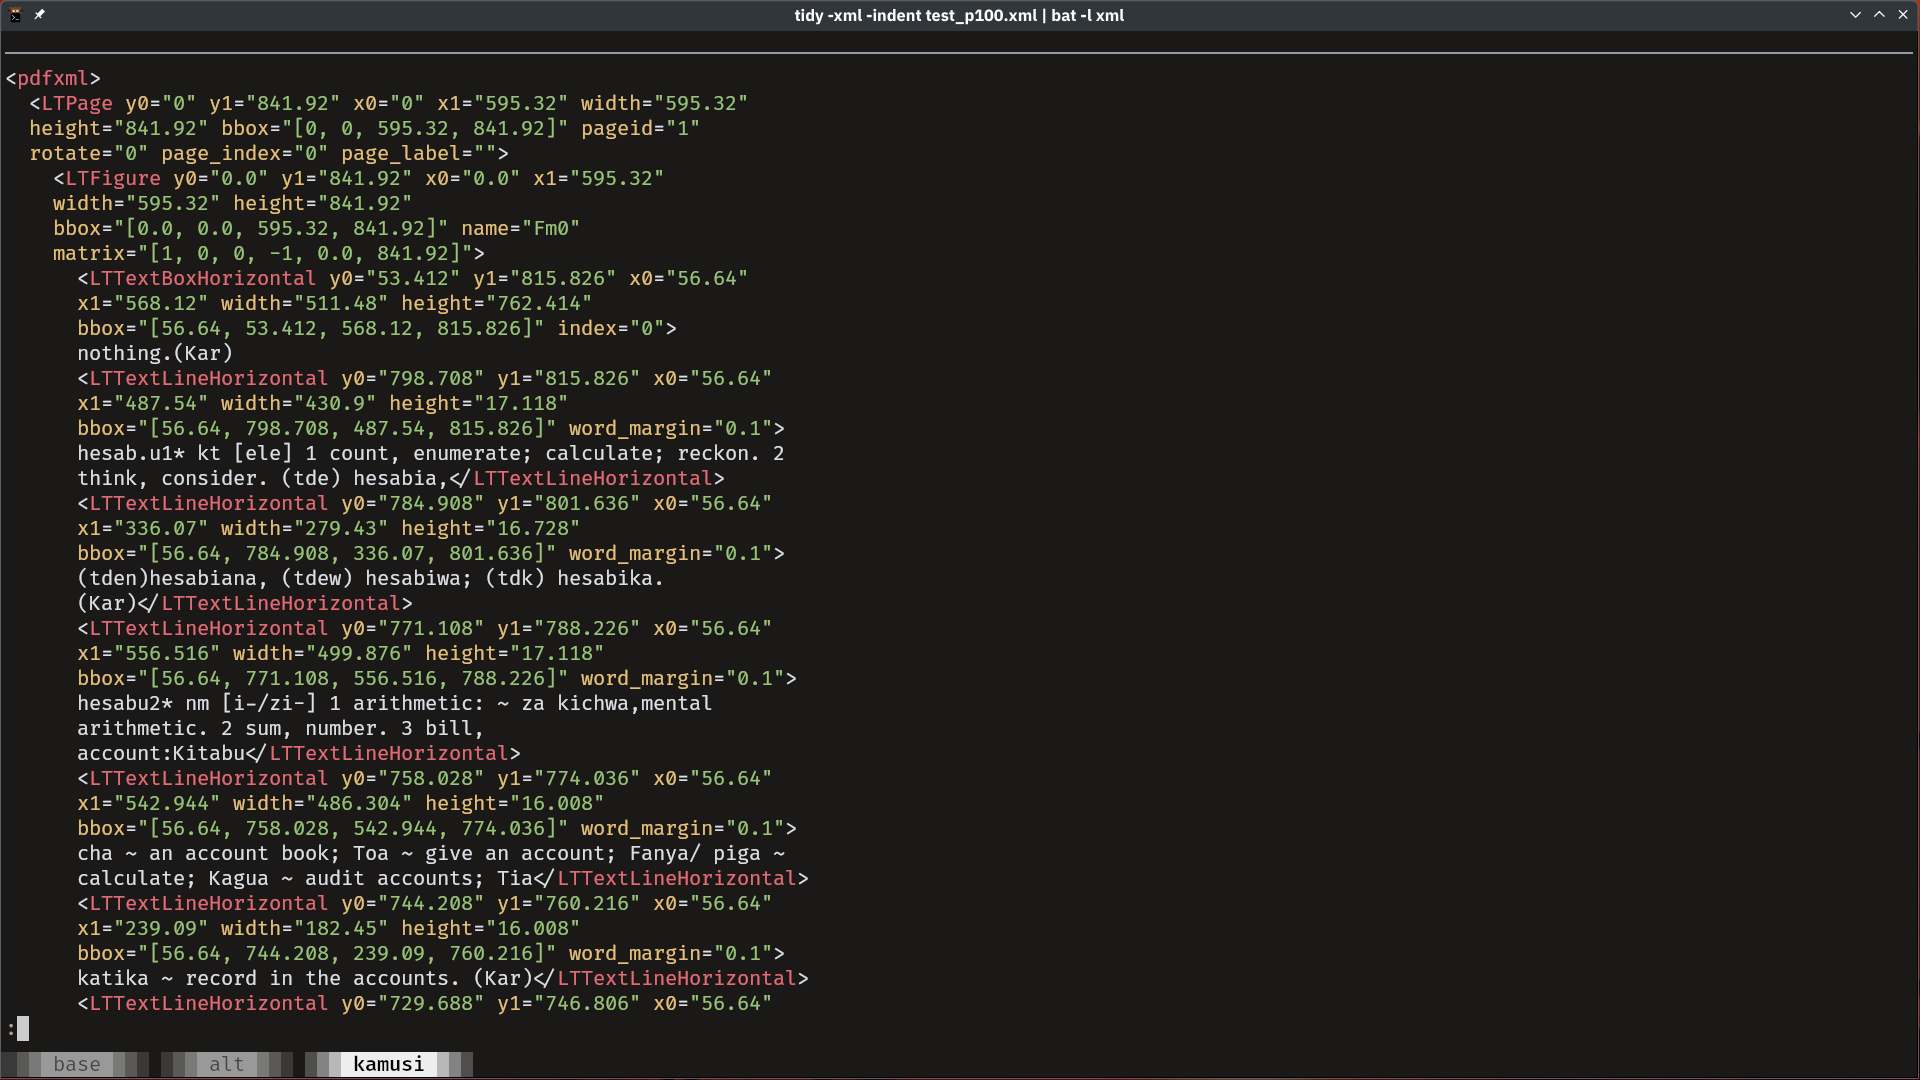 tidy -xml -indent test_p100.xml | bat -l xml
<pdfxml>
<LTPage y0="0" y1="841.92" x0="0" x1="595.32" width="595.32"
height="841.92" bbox="[0, 0, 595.32, 841.92]" pageid="1"
rotate="0" page_index="0" page_label="">
<LTFigure y0="0.0" y1="841.92" x0="0.0" x1="595.32"
width="595.32" height="841.92"
bbox="[0.0, 0.0, 595.32, 841.92]" name="Fm0"
matrix="[1, 0, 0, -1, 0.0, 841.92]">
<LTTextBoxHorizontal y0="53.412" y1="815.826" x0="56.64"
x1="568.12" width="511.48" height="762.414"
bbox="[56.64, 53.412, 568.12, 815.826]" index="0">
nothing.(Kar)
<LTTextLineHorizontal y0="798.708" y1="815.826" x0="56.64"
x1="487.54" width="430.9" height="17.118"
bbox="[56.64, 798.708, 487.54, 815.826]" word_margin="0.1">
hesab.u1* kt [ele] 1 count, enumerate; calculate; reckon. 2
think, consider. (tde) hesabia,</LTTextLineHorizontal>
<LTTextLineHorizontal y0="784.908" y1="801.636" x0="56.64"
x1="336.07" width="279.43" height="16.728"
bbox="[56.64, 784.908, 336.07, 801.636]" word_margin="0.1">
(tden)hesabiana, (tdew) hesabiwa; (tdk) hesabika.
(Kar)</LTTextLineHorizontal>
<LTTextLineHorizontal y0="771.108" y1="788.226" x0="56.64"
x1="556.516" width="499.876" height="17.118"
bbox="[56.64, 771.108, 556.516, 788.226]" word_margin="0.1">
hesabu2* nm [i-/zi-] 1 arithmetic: ~ za kichwa,mental
arithmetic. 2 sum, number. 3 bill,
account:Kitabu</LTTextLineHorizontal>
<LTTextLineHorizontal y0="758.028" y1="774.036" x0="56.64"
x1="542.944" width="486.304" height="16.008"
bbox="[56.64, 758.028, 542.944, 774.036]" word_margin="0.1">
cha ~ an account book; Toa ~ give an account; Fanya/ piga ~
calculate; Kagua ~ audit accounts; Tia</LTTextLineHorizontal>
<LTTextLineHorizontal y0="744.208" y1="760.216" x0="56.64"
x1="239.09" width="182.45" height="16.008"
bbox="[56.64, 744.208, 239.09, 760.216]" word_margin="0.1">
katika ~ record in the accounts. (Kar)</LTTextLineHorizontal>
<LTTextLineHorizontal y0="729.688" y1="746.806" x0="56.64"
:
base alt kamusi